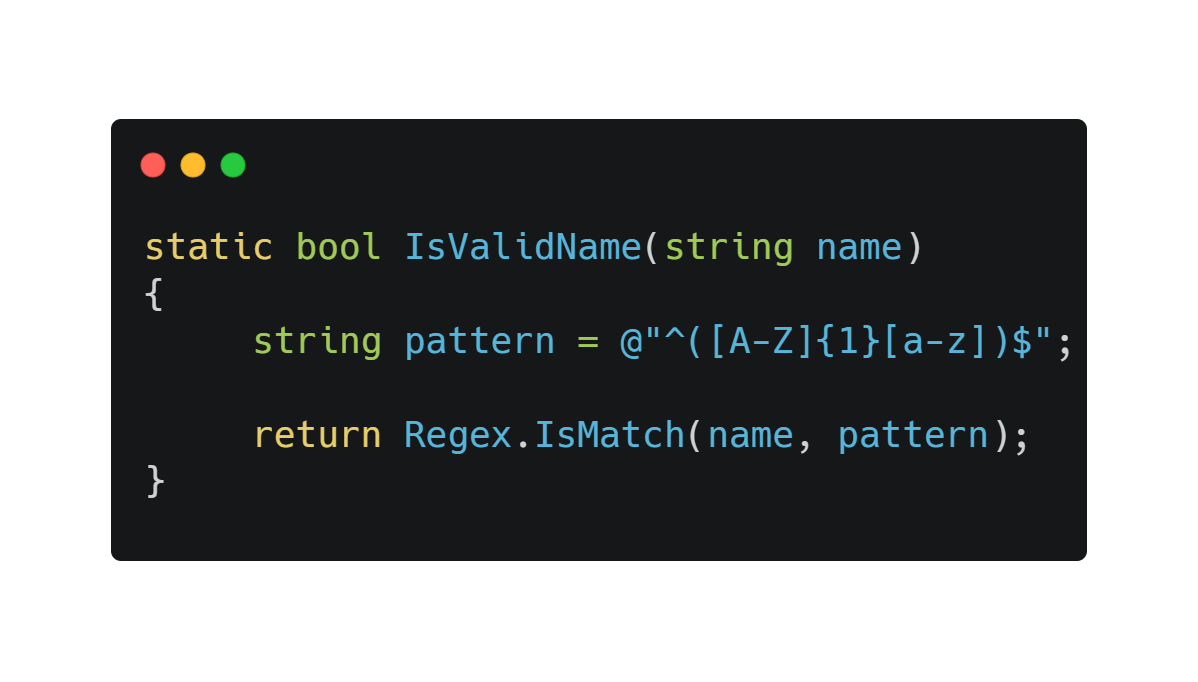 static bool IsValidName(string name)
{
     string pattern = @"^([A-Z]{1}[a-z])$";
     return Regex.IsMatch(name, pattern);
}